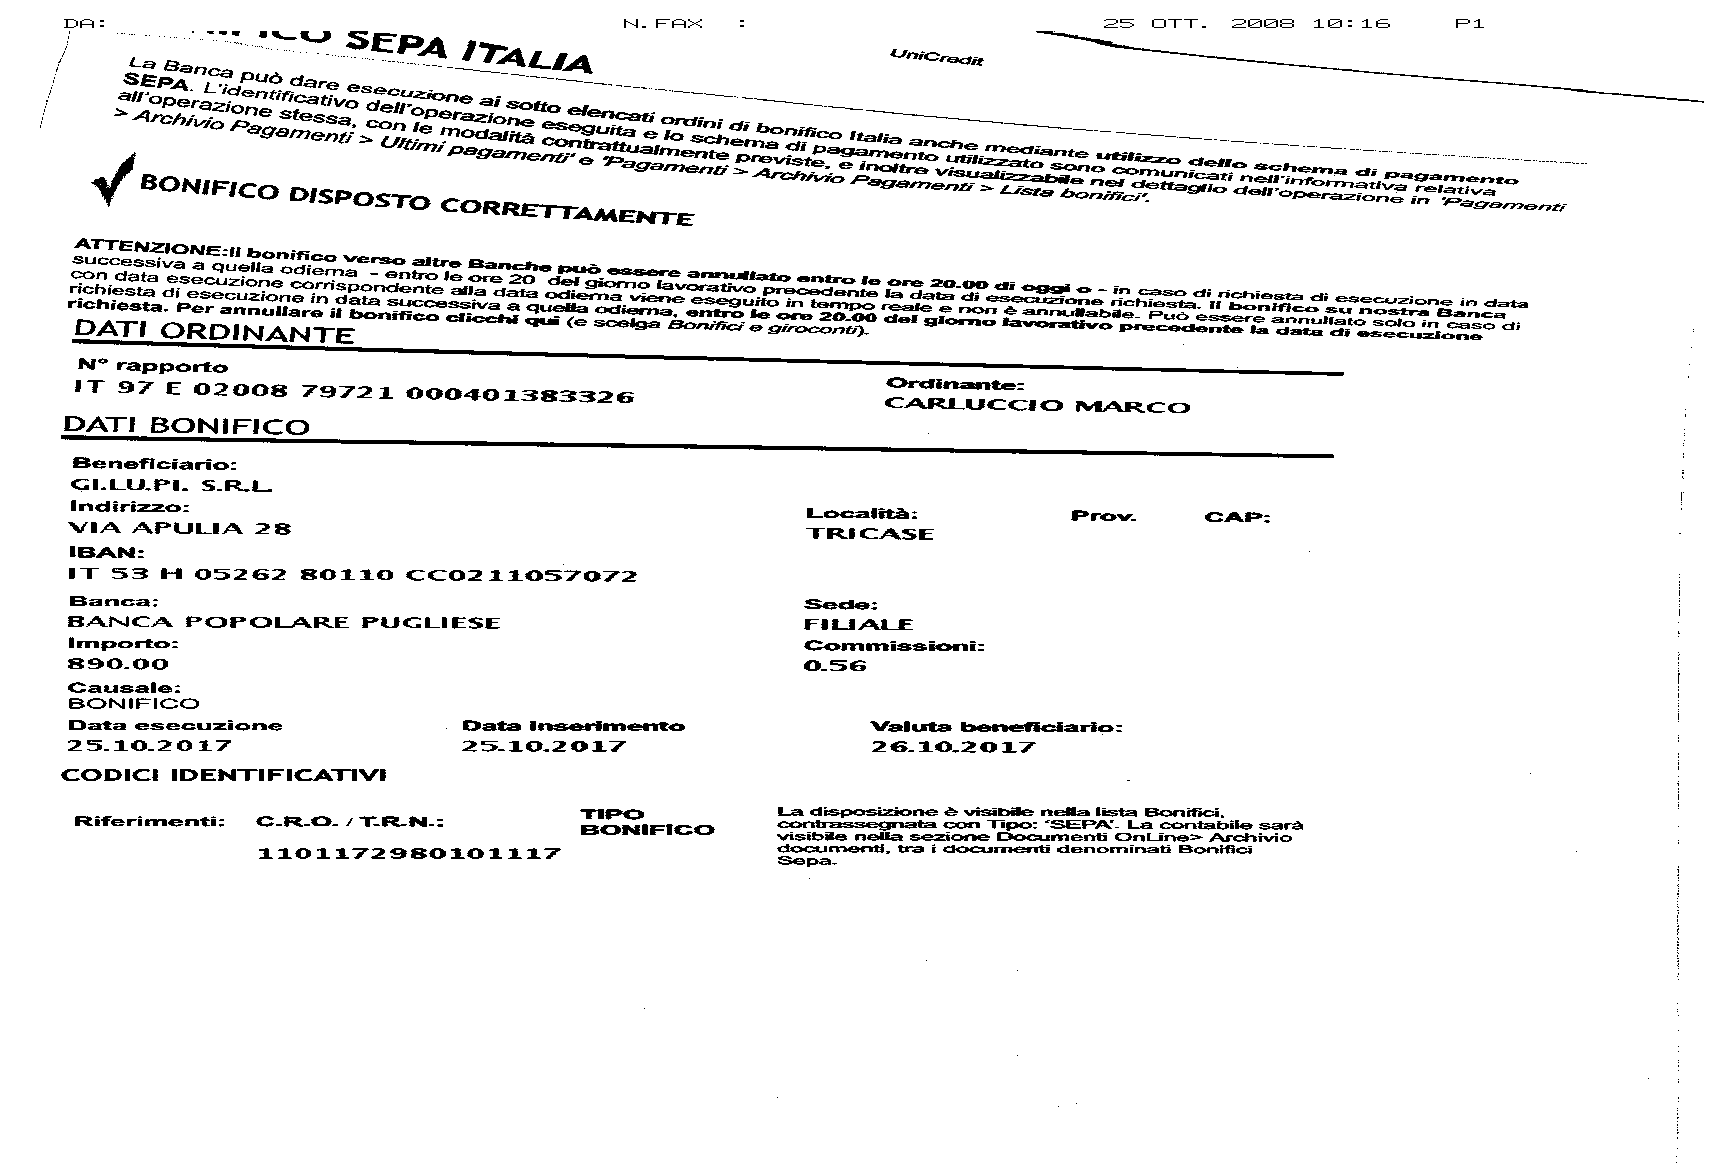 DA: N.FAX : 25 OTT. 2008 10:16 P1
SEPA ITALIA
UniCredit
La Banca può dare esecuzione ai sotto elencati ordini di bonifico Italia anche mediante utilizzo dello schema di pagamento
SEPA. L'identificativo dell'operazione eseguita e lo schema di pagamento utilizzato sono comunicati nell'informativa relativa
all'operazione stessa, con le modalità contrattualmente previste, e inoltre visualizzabile nel dettaglio dell'operazione in 'Pagamenti
> Archivio Pagamenti > Ultimi pagamenti' e 'Pagamenti > Archivio Pagamenti > Lista bonifici'.
BONIFICO DISPOSTO CORRETTAMENTE
ATTENZIONE:Il bonifico verso altre Banche può essere annullato entro le ore 20.00 di oggi o - in caso di richiesta di esecuzione in data
successiva a quella odierna - entro le ore 20 del giorno lavorativo precedente la data di esecuzione richiesta. Il bonifico su nostra Banca
con data esecuzione corrispondente alla data odierna viene eseguito in tempo reale e non è annullabile. Può essere annullato solo in caso di
richiesta di esecuzione in data successiva a quella odierna, entro le ore 20.00 del giorno lavorativo precedente la data di esecuzione
richiesta. Per annullare il bonifico clicchi qui (e scelga Bonifici e giroconti).
DATI ORDINANTE
N° rapporto
IT 97 E 02008 79721 000401383326
Ordinante:
CARLUCCIO MARCO
DATI BONIFICO
Beneficiario:
GI.LU.PI. S.R.L.
Indirizzo:
VIA APULIA 28
Località: Prov. CAP:
TRICASE
IBAN:
IT 53 H 05262 80110 CC0211057072
Banca: Sede:
BANCA POPOLARE PUGLIESE FILIALE
Importo: Commissioni:
890.00 0.56
Causale:
BONIFICO
Data esecuzione Data inserimento Valuta beneficiario:
25.10.2017 25.10.2017 26.10.2017
CODICI IDENTIFICATIVI
Riferimenti: C.R.O. / T.R.N.:
1101172980101117
TIPO
BONIFICO
La disposizione è visibile nella lista Bonifici,
contrassegnata con Tipo: 'SEPA'. La contabile sarà
visibile nella sezione Documenti OnLine> Archivio
documenti, tra i documenti denominati Bonifici
Sepa.